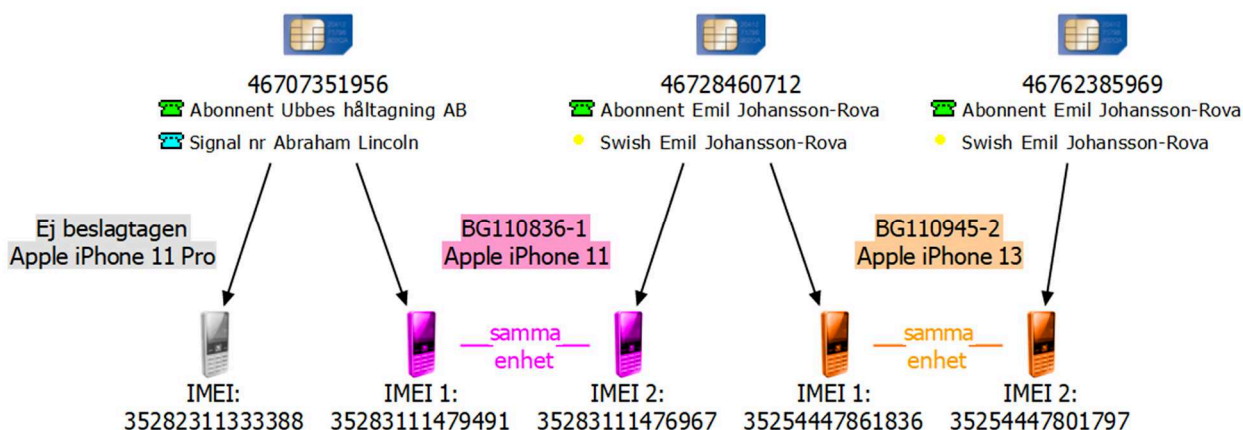 46707351956
Abonnent Ubbes håltagning AB
Signal nr Abraham Lincoln
46728460712
Abonnent Emil Johansson-Rova
Swish Emil Johansson-Rova
46762385969
Abonnent Emil Johansson-Rova
Swish Emil Johansson-Rova
Ej beslagtagen
Apple iPhone 11 Pro
BG110836-1
Apple iPhone 11
BG110945-2
Apple iPhone 13
samma
enhet
samma
enhet
IMEI:
35282311333388
IMEI 1:
35283111479491
IMEI 2:
35283111476967
IMEI 1:
35254447861836
IMEI 2:
35254447801797